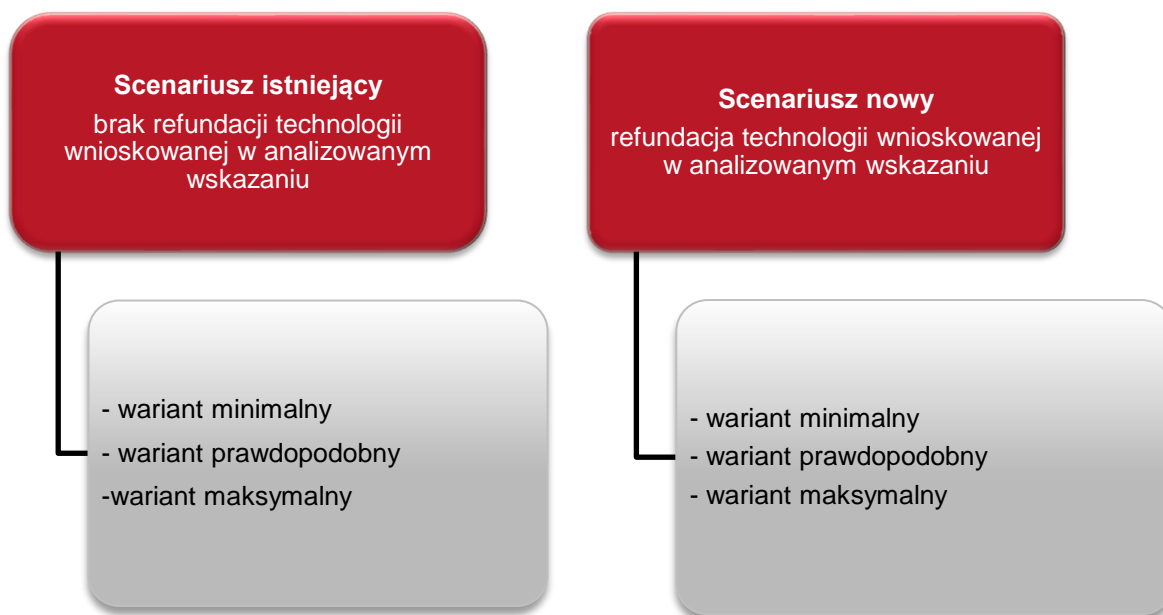 Scenariusz istniejący
brak refundacji technologii
wnioskowanej w analizowanym
wskazaniu
- wariant minimalny
- wariant prawdopodobny
-wariant maksymalny
Scenariusz nowy
refundacja technologii wnioskowanej
w analizowanym wskazaniu
- wariant minimalny
- wariant prawdopodobny
- wariant maksymalny